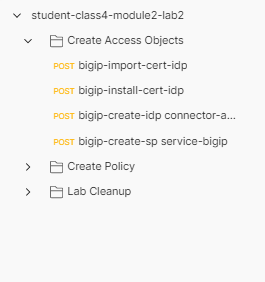 student-class4-module2-lab2
Create Access Objects
POST bigip-import-cert-idp
POST bigip-install-cert-idp
POST bigip-create-idp connector-a...
POST bigip-create-sp service-bigip
Create Policy
Lab Cleanup